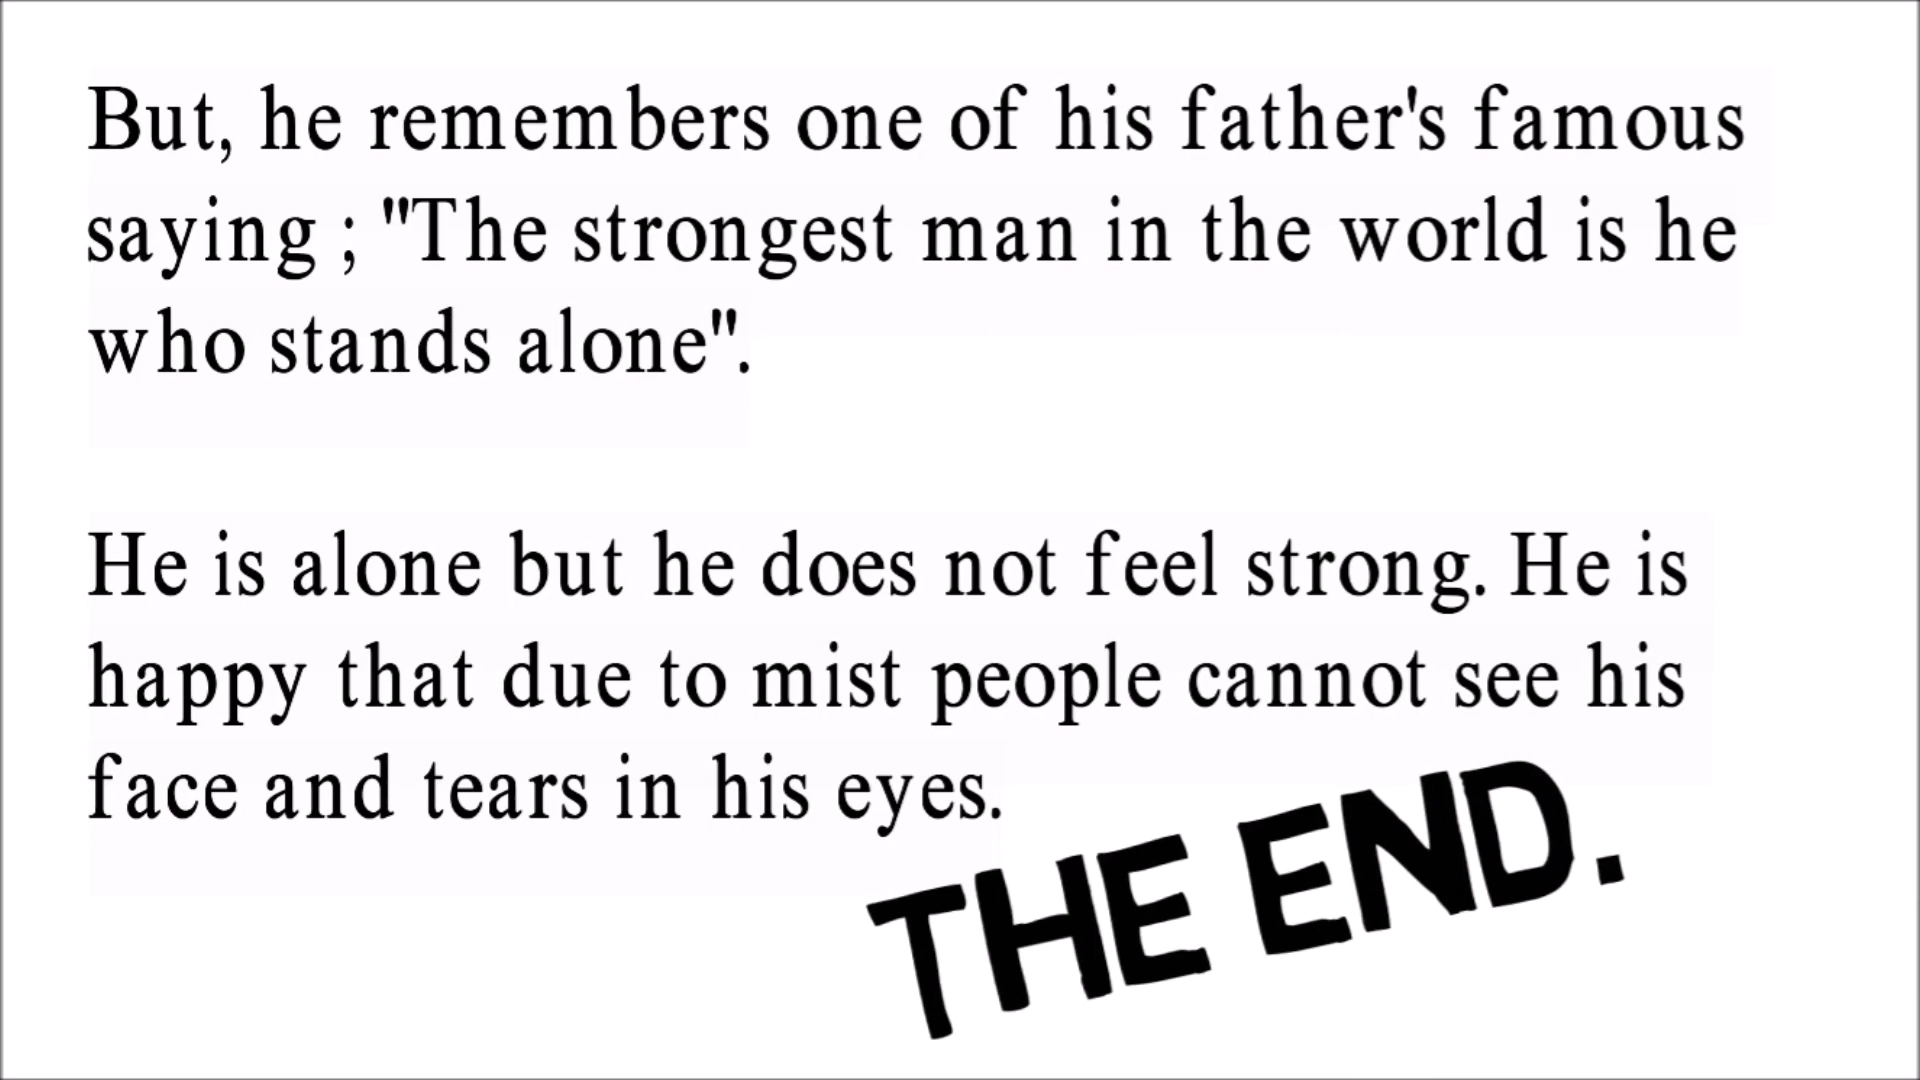 But, he remembers one of his father's famous
saying ; "The strongest man in the world is he
who stands alone".
He is alone but he does not feel strong. He is
happy that due to mist people cannot see his
face and tears in his eyes.
THE END.